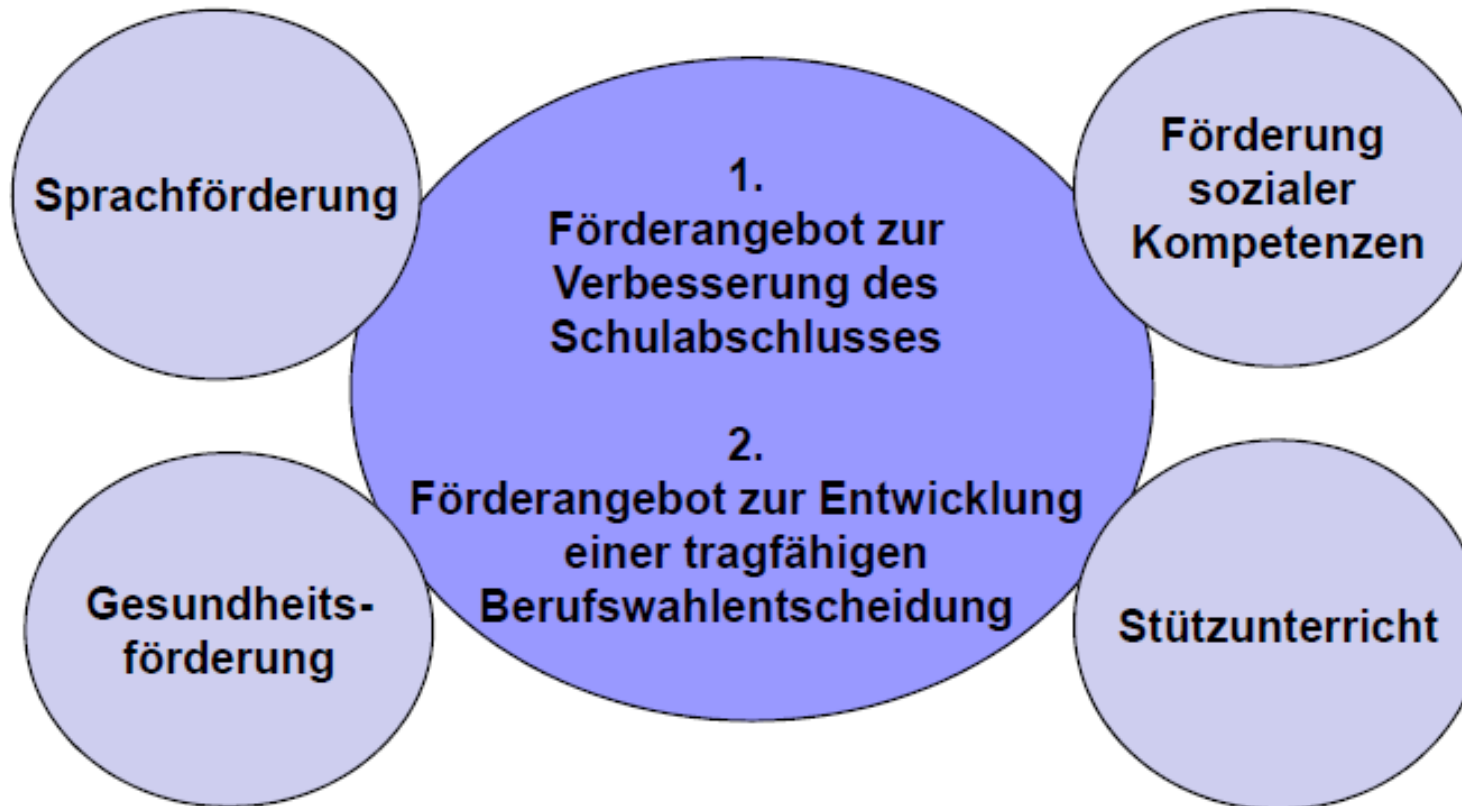 Sprachförderung
1.
Förderangebot zur
Verbesserung des
Schulabschlusses
2.
Förderangebot zur Entwicklung
einer tragfähigen
Berufswahlentscheidung
Förderung
sozialer
Kompetenzen
Gesundheits-
förderung
Stützunterricht